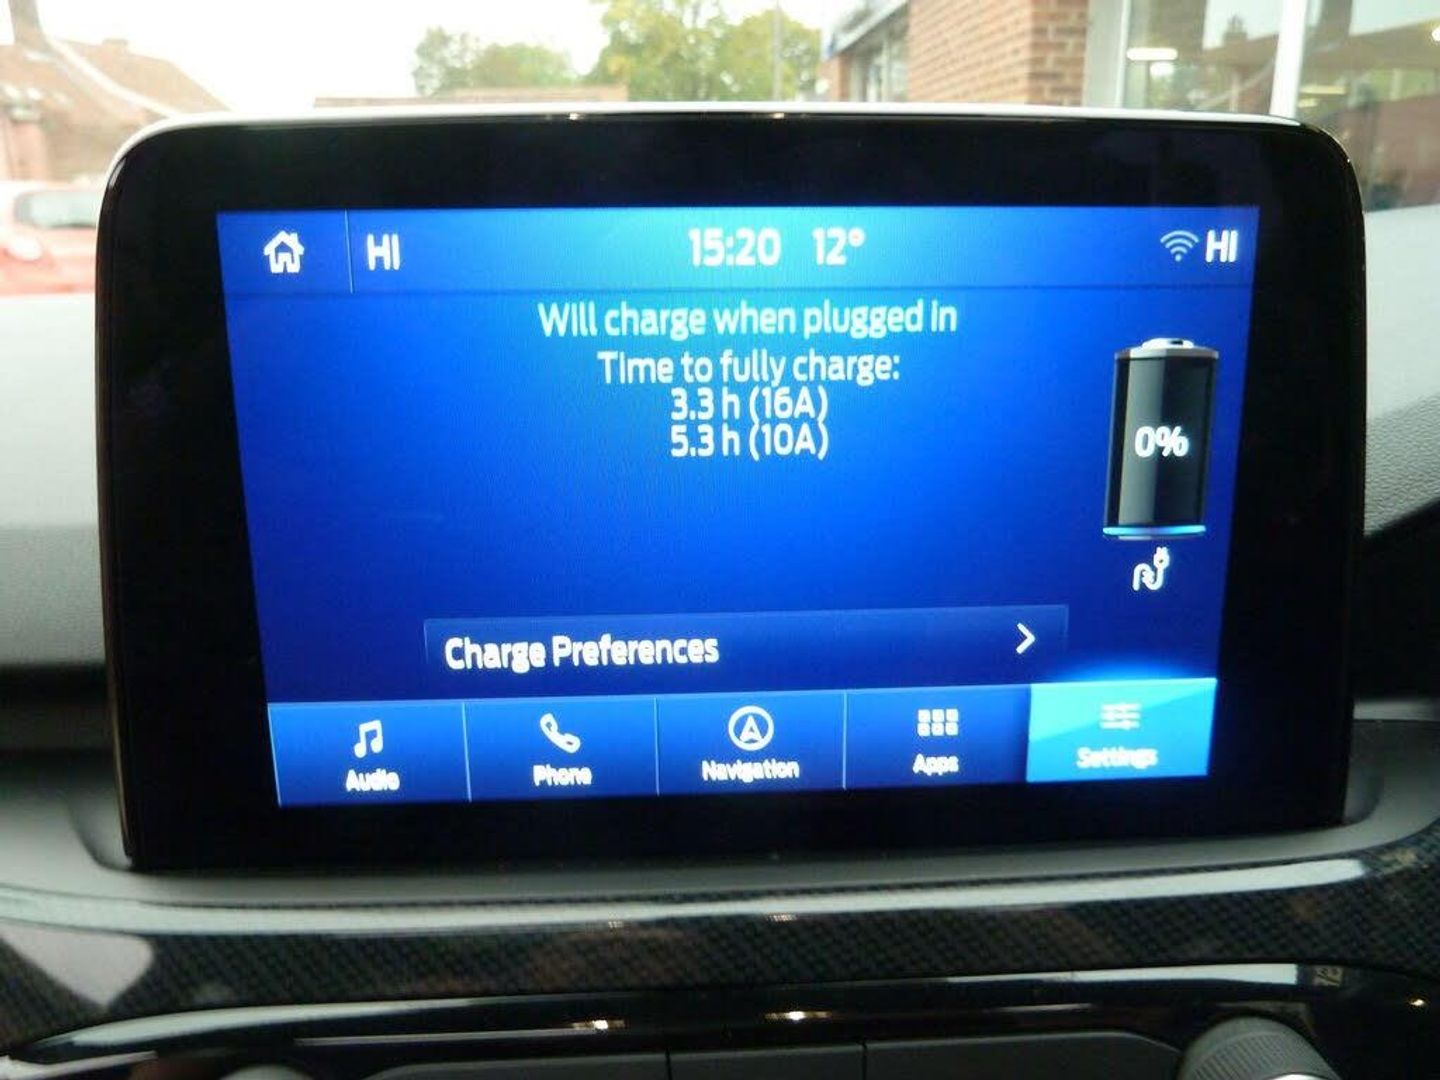 HI 15:20 12° HI
Will charge when plugged in
Time to fully charge:
3.3 h (16A)
5.3 h (10A)
0%
Charge Preferences
Audio Phone Navigation Apps Settings